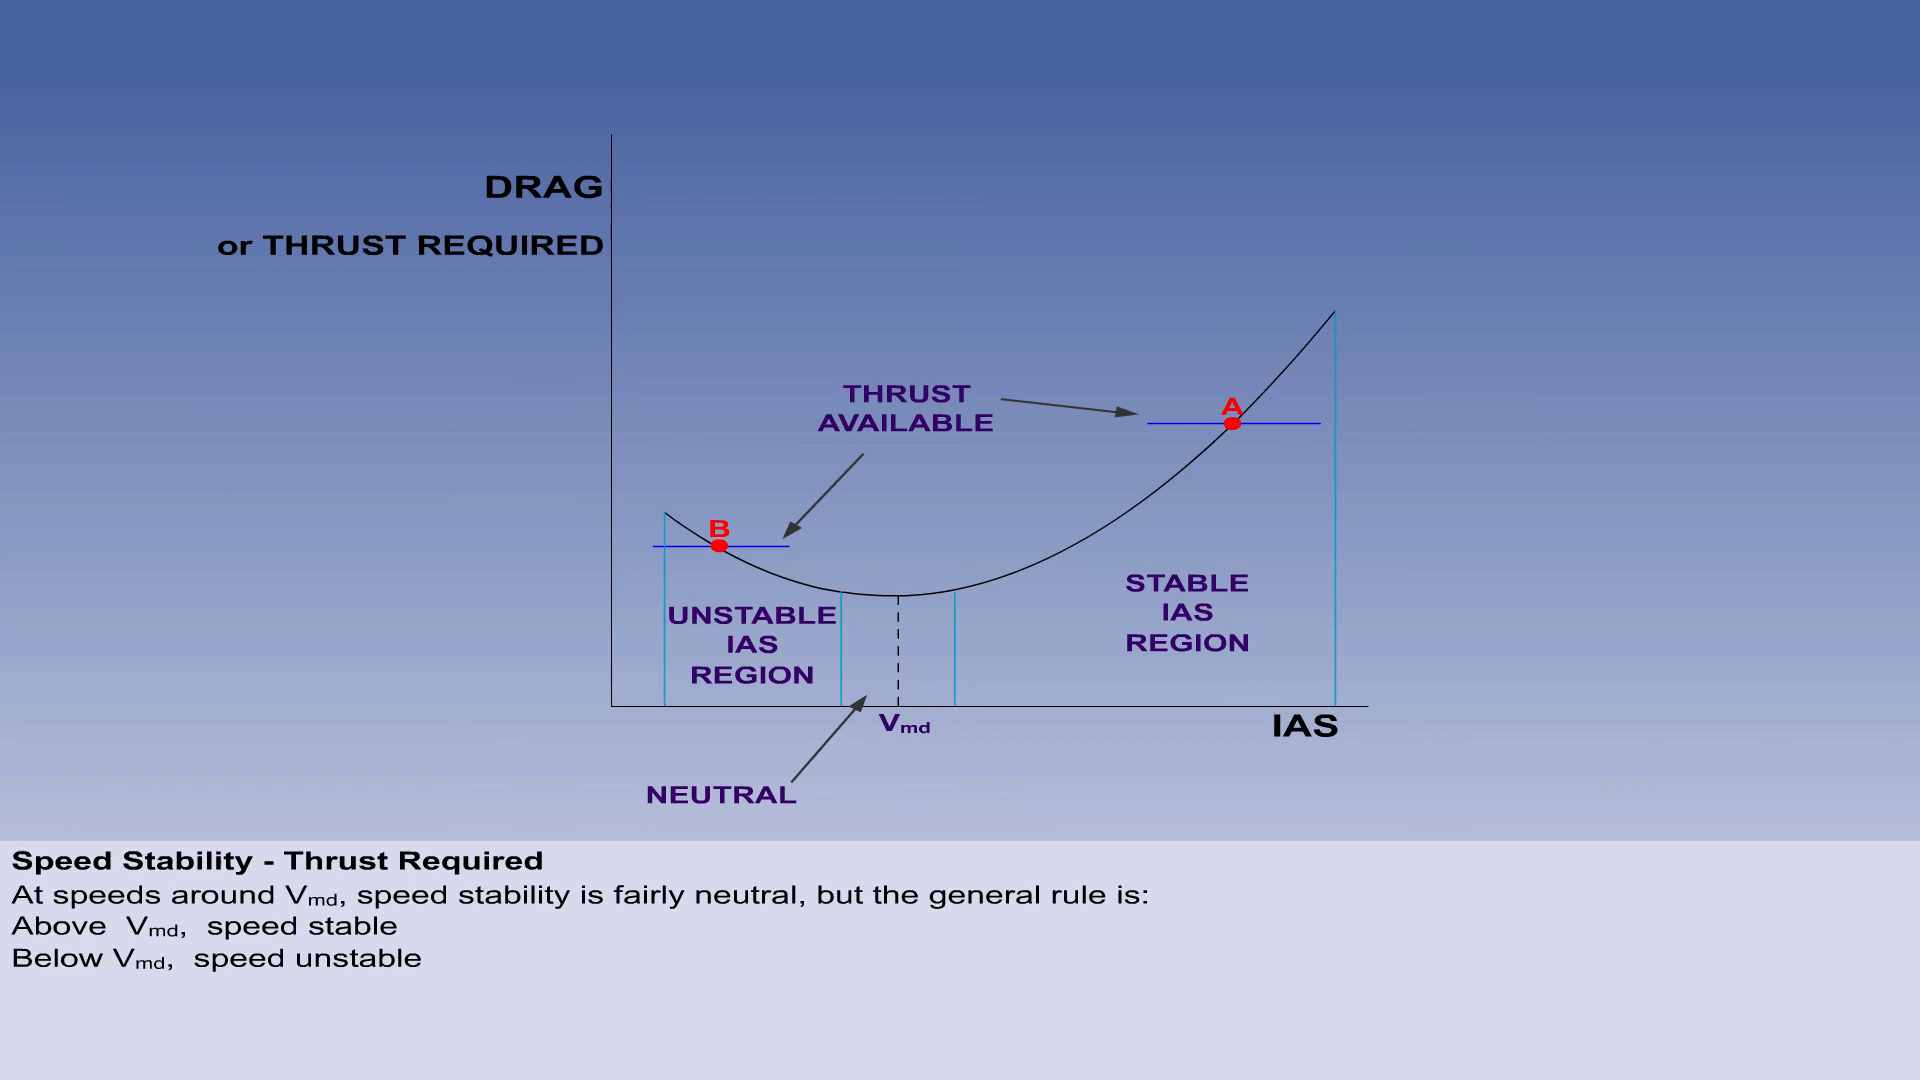 DRAG
or THRUST REQUIRED
THRUST
AVAILABLE
A
B
UNSTABLE
IAS
REGION
STABLE
IAS
REGION
Vmd
IAS
NEUTRAL
Speed Stability - Thrust Required
At speeds around Vmd, speed stability is fairly neutral, but the general rule is:
Above Vmd, speed stable
Below Vmd, speed unstable